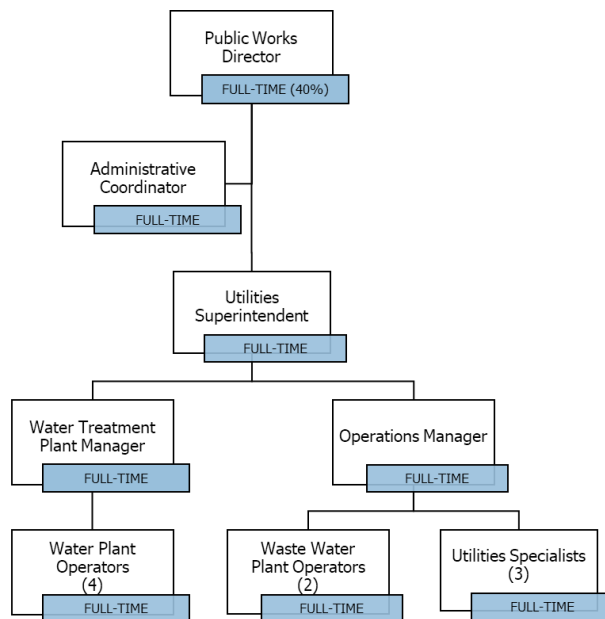 Public Works
Director
FULL-TIME (40%)
Administrative
Coordinator
FULL-TIME
Utilities
Superintendent
FULL-TIME
Water Treatment
Plant Manager
FULL-TIME
Operations Manager
FULL-TIME
Water Plant
Operators
(4)
FULL-TIME
Waste Water
Plant Operators
(2)
FULL-TIME
Utilities Specialists
(3)
FULL-TIME